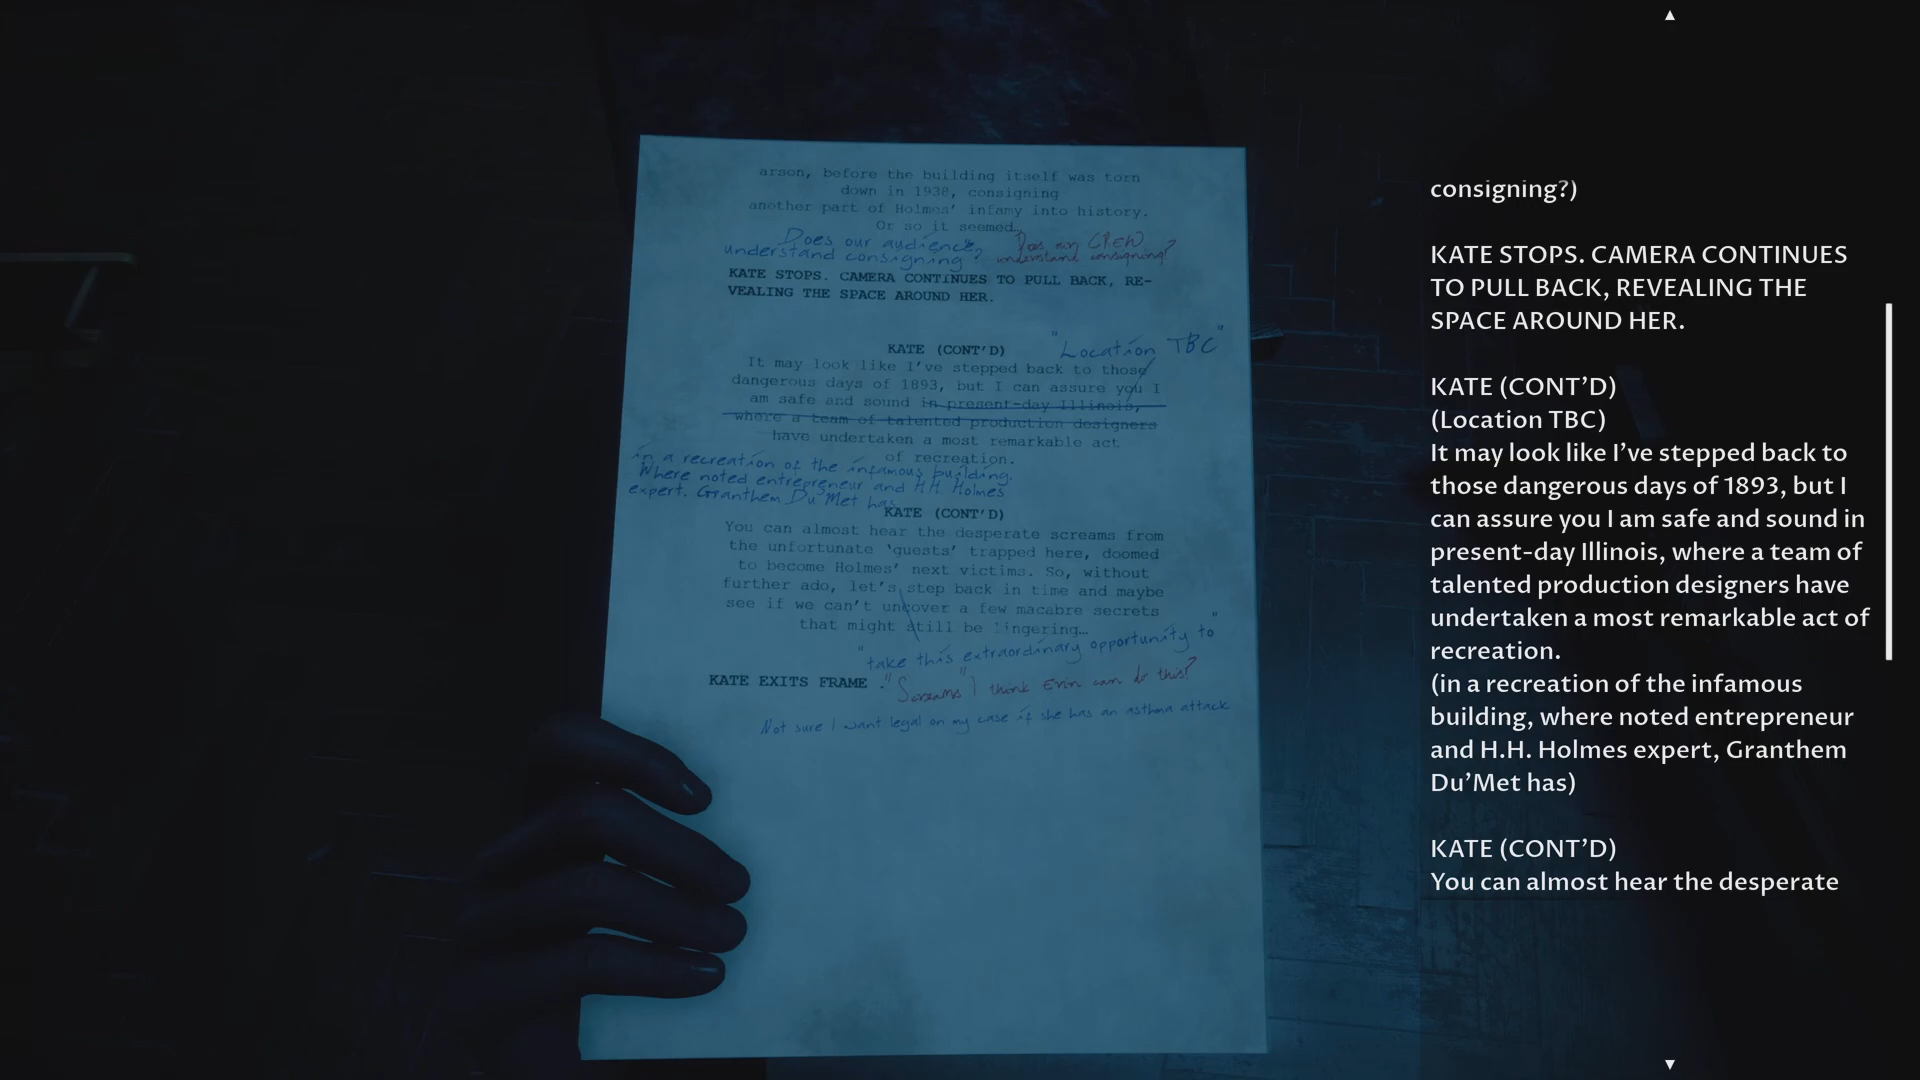 arson, before the building itself was torn
down in 1938, consigning
another part of Holmes' infamy into history.
Or so it seemed…
Does our audience
understand consigning?
Does our CREW
understand consigning?
KATE STOPS. CAMERA CONTINUES TO PULL BACK, RE-
VEALING THE SPACE AROUND HER.
"Location TBC"
KATE (CONT'D)
It may look like I've stepped back to those
dangerous days of 1893, but I can assure you I
am safe and sound in present-day Illinois,
where a team of talented production designers
have undertaken a most remarkable act
of recreation.
in a recreation of the infamous building.
Where noted entrepreneur and H.H. Holmes
expert. Granthem Du'Met has
KATE (CONT'D)
You can almost hear the desperate screams from
the unfortunate 'guests' trapped here, doomed
to become Holmes' next victims. So, without
further ado, let's step back in time and maybe
see if we can't uncover a few macabre secrets
that might still be lingering…
"take this extraordinary opportunity to"
KATE EXITS FRAME.
"Screams" I think Erin can do this?
Not sure I want legal on my case if she has an asthma attack
▲
consigning?)
KATE STOPS. CAMERA CONTINUES
TO PULL BACK, REVEALING THE
SPACE AROUND HER.
KATE (CONT'D)
(Location TBC)
It may look like I've stepped back to
those dangerous days of 1893, but I
can assure you I am safe and sound in
present-day Illinois, where a team of
talented production designers have
undertaken a most remarkable act of
recreation.
(in a recreation of the infamous
building, where noted entrepreneur
and H.H. Holmes expert, Granthem
Du'Met has)
KATE (CONT'D)
You can almost hear the desperate
▼